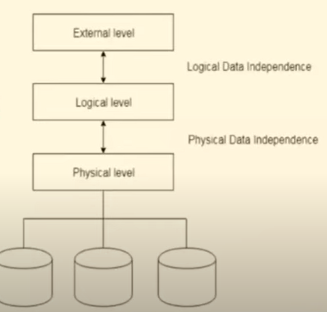 External level
Logical Data Independence
Logical level
Physical Data Independence
Physical level